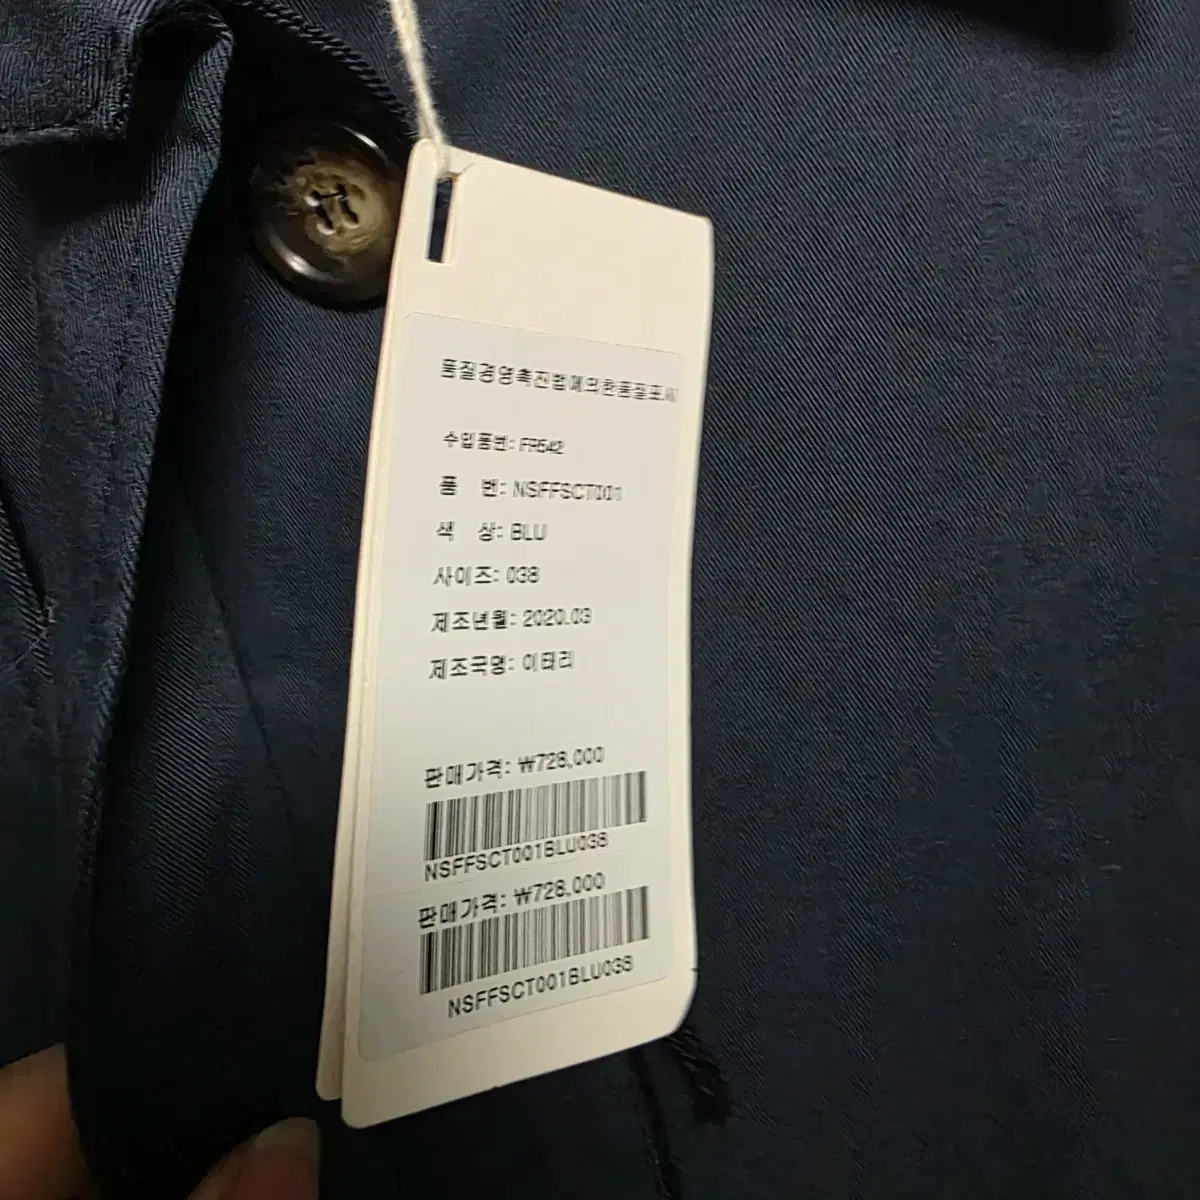 품질경영촉진법에의한품질표시
수입품번: FR542
품 번: NSFFSCT001
색 상: BLU
사이즈: 038
제조년월: 2020.03
제조국명: 이태리
판매가격: ₩728,000
NSFFSCT001BLU038
판매가격: ₩728,000
NSFFSCT001BLU038